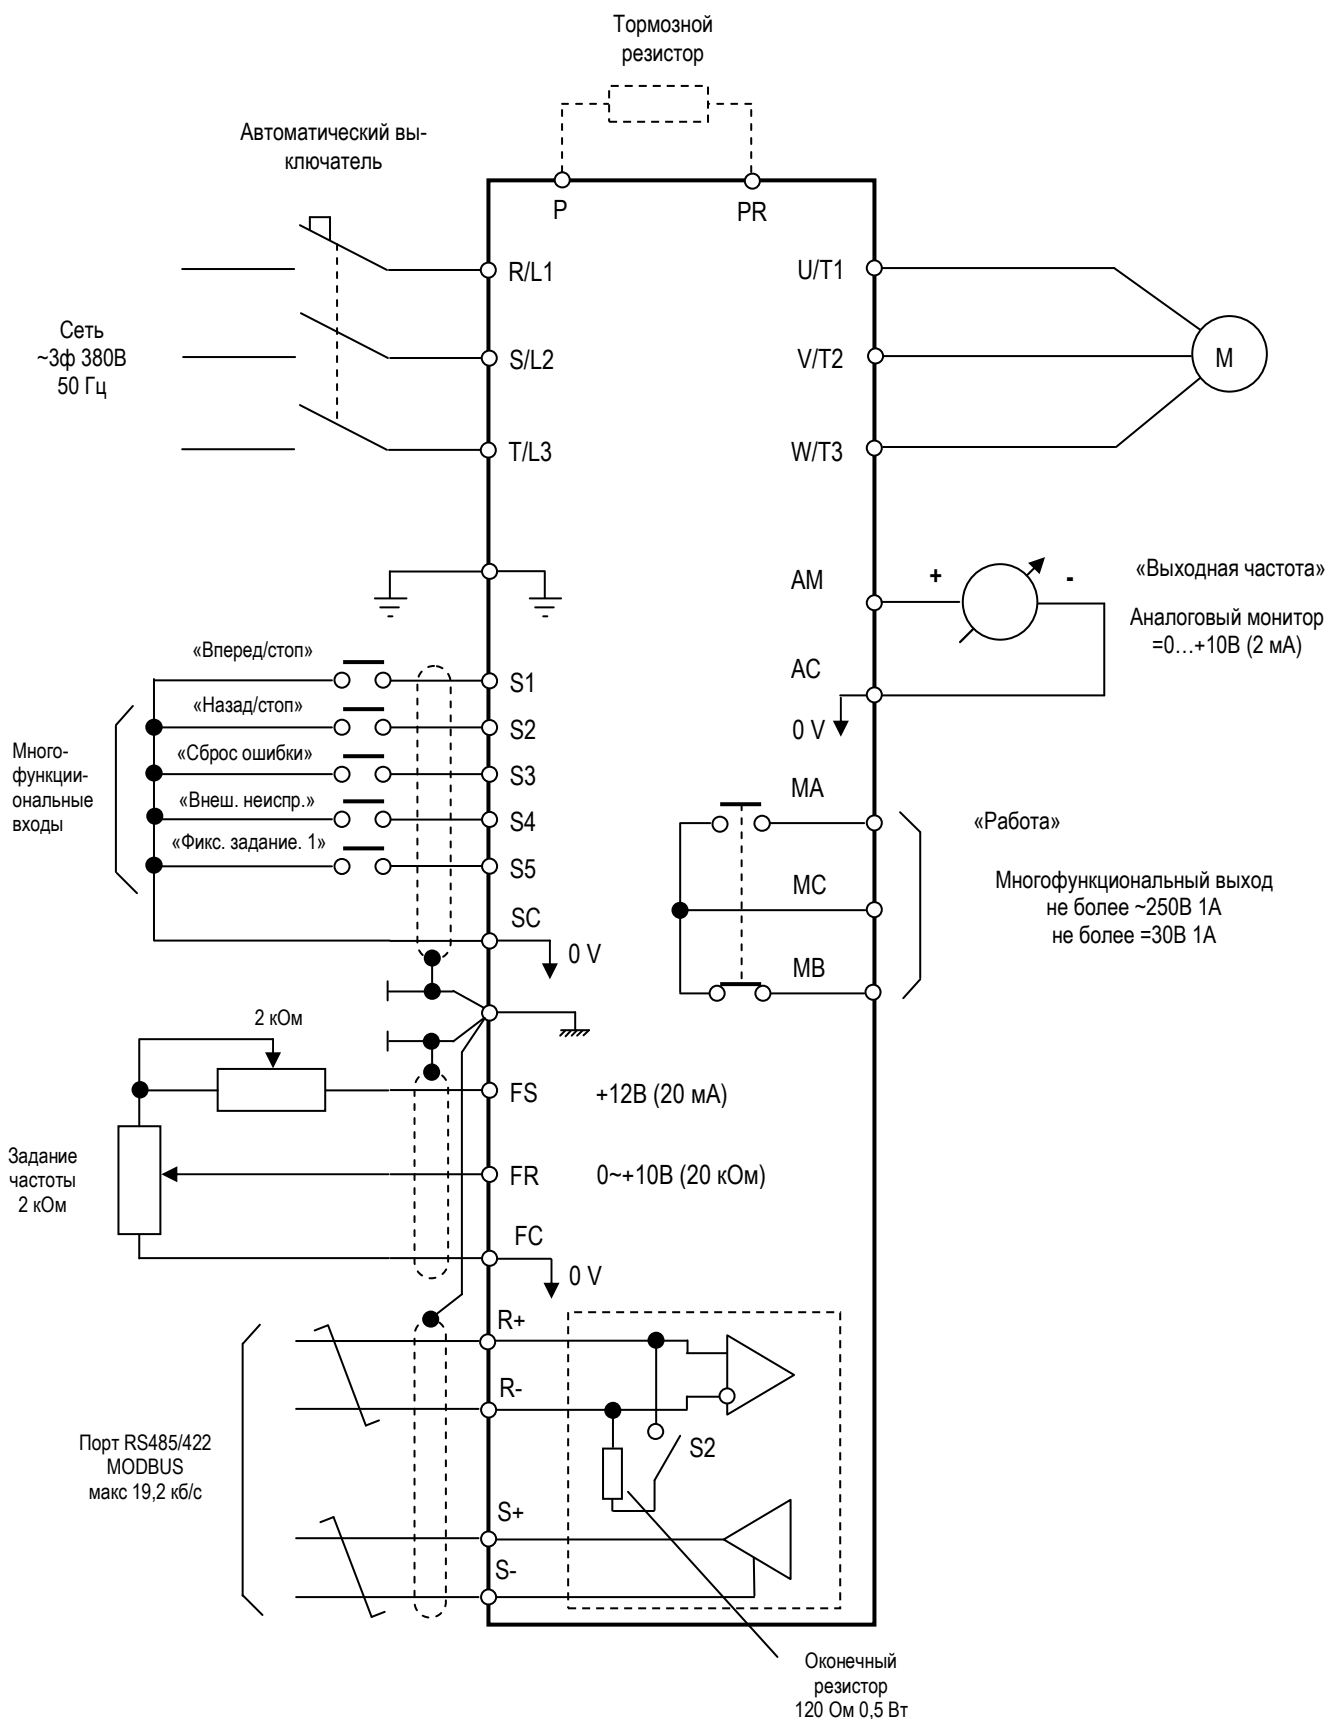 Тормозной
резистор
Автоматический вы-
ключатель
P
PR
R/L1
U/T1
Сеть
~3ф 380В
50 Гц
S/L2
V/T2
M
T/L3
W/T3
AM
+
-
«Выходная частота»
Аналоговый монитор
=0…+10В (2 мА)
AC
0 V
«Вперед/стоп»
S1
«Назад/стоп»
S2
Много-
функци-
ональные
входы
«Сброс ошибки»
S3
«Внеш. неиспр.»
S4
«Фикс. задание. 1»
S5
SC
0 V
MA
«Работа»
MC
Многофункциональный выход
не более ~250В 1А
не более =30В 1А
MB
2 кОм
FS
+12В (20 мА)
Задание
частоты
2 кОм
FR
0~+10В (20 кОм)
FC
0 V
R+
R-
Порт RS485/422
MODBUS
макс 19,2 кб/с
S2
S+
S-
Оконечный
резистор
120 Ом 0,5 Вт